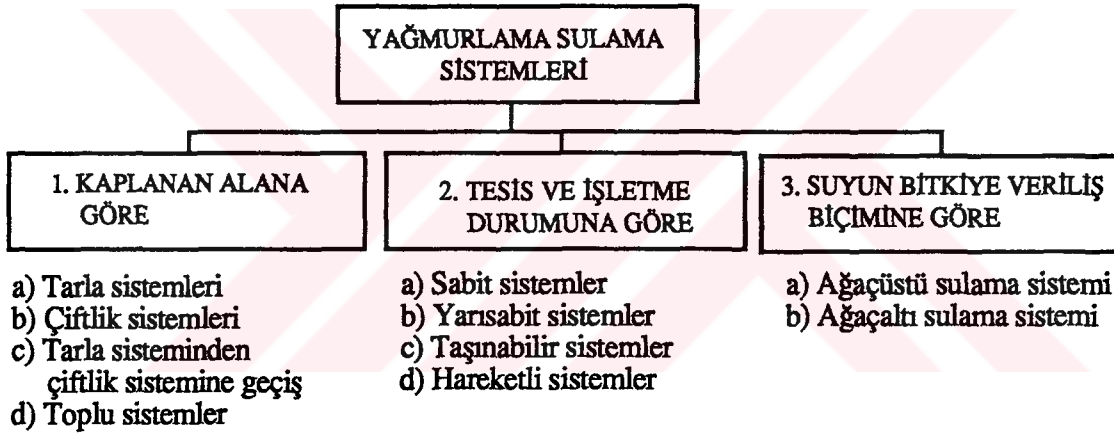 YAĞMURLAMA SULAMA
SİSTEMLERİ
1. KAPLANAN ALANA
GÖRE
a) Tarla sistemleri
b) Çiftlik sistemleri
c) Tarla sisteminden
çiftlik sistemine geçiş
d) Toplu sistemler
2. TESİS VE İŞLETME
DURUMUNA GÖRE
a) Sabit sistemler
b) Yarısabit sistemler
c) Taşınabilir sistemler
d) Hareketli sistemler
3. SUYUN BİTKİYE VERİLİŞ
BİÇİMİNE GÖRE
a) Ağaçüstü sulama sistemi
b) Ağaçaltı sulama sistemi